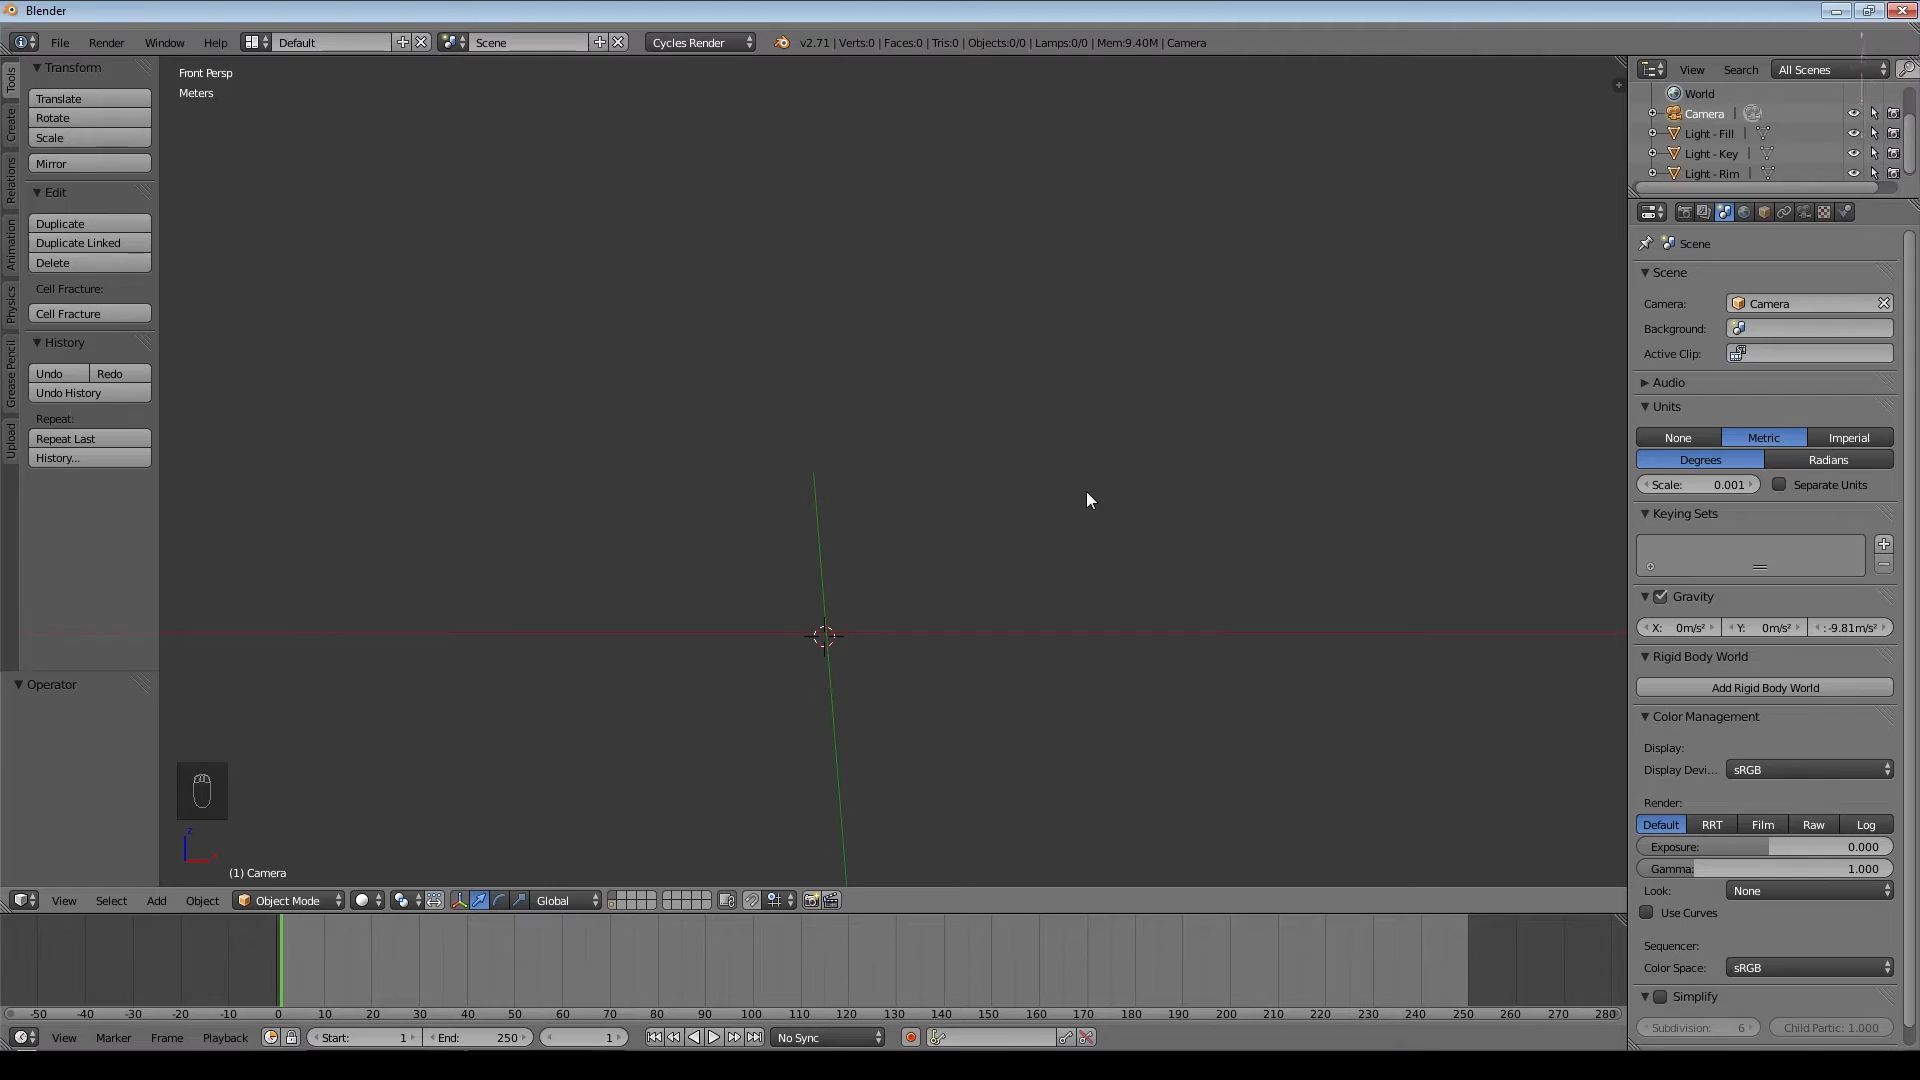 Blender
File Render Window Help Default Scene Cycles Render v2.71 | Verts:0 | Faces:0 | Tris:0 | Objects:0/0 | Lamps:0/0 | Mem:9.40M | Camera
Tools
Create
Relations
Animation
Physics
Grease Pencil
Upload
Transform
Translate
Rotate
Scale
Mirror
Edit
Duplicate
Duplicate Linked
Delete
Cell Fracture:
Cell Fracture
History
Undo Redo
Undo History
Repeat:
Repeat Last
History...
Operator
Front Persp
Meters
z
x
(1) Camera
View Select Add Object Object Mode Global
-50 -40 -30 -20 -10 0 10 20 30 40 50 60 70 80 90 100 110 120 130 140 150 160 170 180 190 200 210 220 230 240 250 260 270 280
View Marker Frame Playback Start: 1 End: 250 1 No Sync
View Search All Scenes
World
Camera
Light - Fill
Light - Key
Light - Rim
Scene
Scene
Camera: Camera
Background:
Active Clip:
Audio
Units
None Metric Imperial
Degrees Radians
Scale: 0.001 Separate Units
Keying Sets
Gravity
X: 0m/s² Y: 0m/s² : -9.81m/s²
Rigid Body World
Add Rigid Body World
Color Management
Display:
Display Devi... sRGB
Render:
Default RRT Film Raw Log
Exposure: 0.000
Gamma: 1.000
Look: None
Use Curves
Sequencer:
Color Space: sRGB
Simplify
Subdivision: 6 Child Partic: 1.000